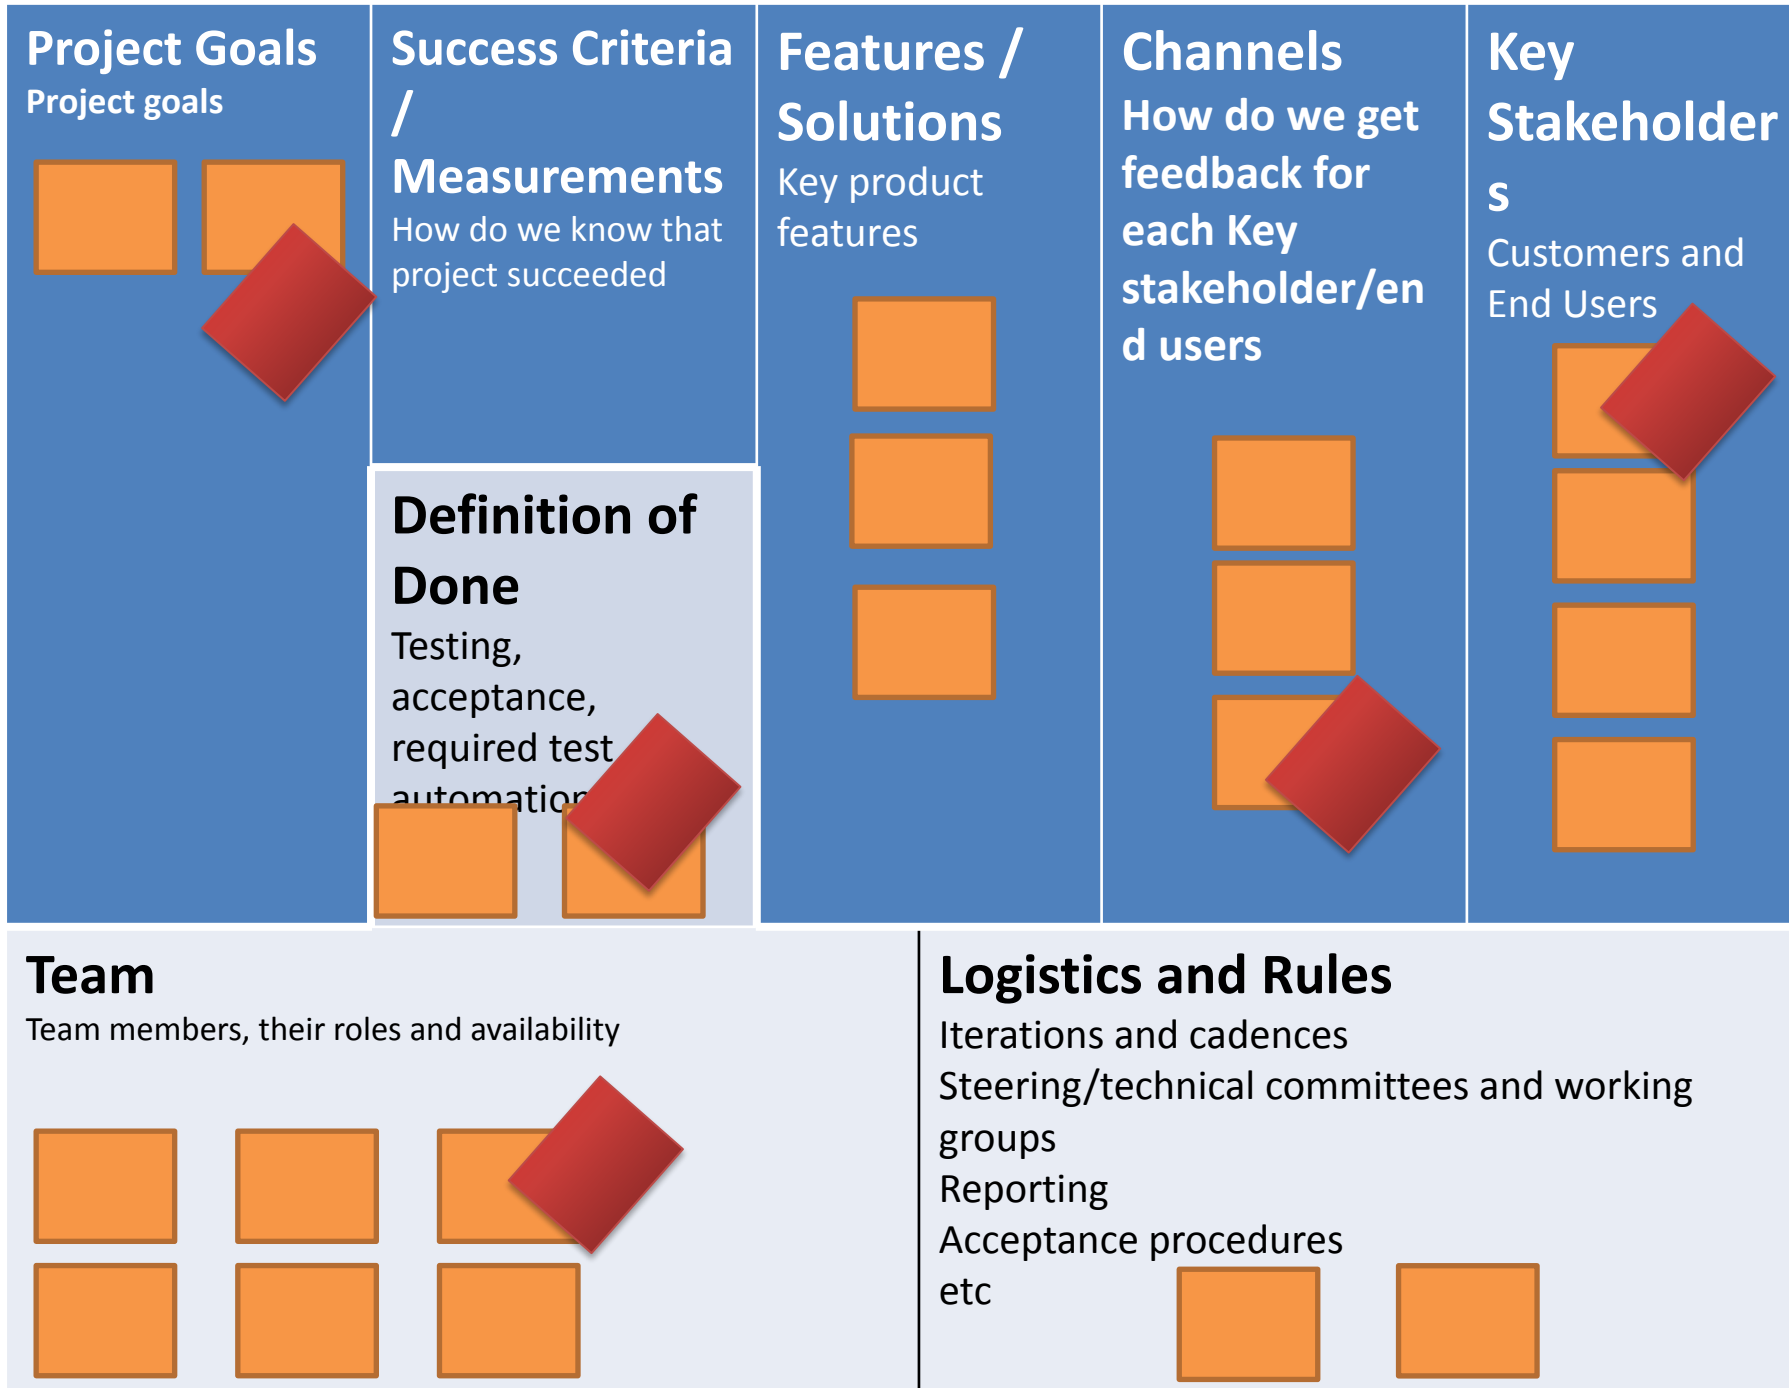 Project Goals
Project goals
Success Criteria
/
Measurements
How do we know that
project succeeded
Features /
Solutions
Key product
features
Channels
How do we get
feedback for
each Key
stakeholder/en
d users
Key
Stakeholder
s
Customers and
End Users
Definition of
Done
Testing,
acceptance,
required test
automation
Team
Team members, their roles and availability
Logistics and Rules
Iterations and cadences
Steering/technical committees and working
groups
Reporting
Acceptance procedures
etc